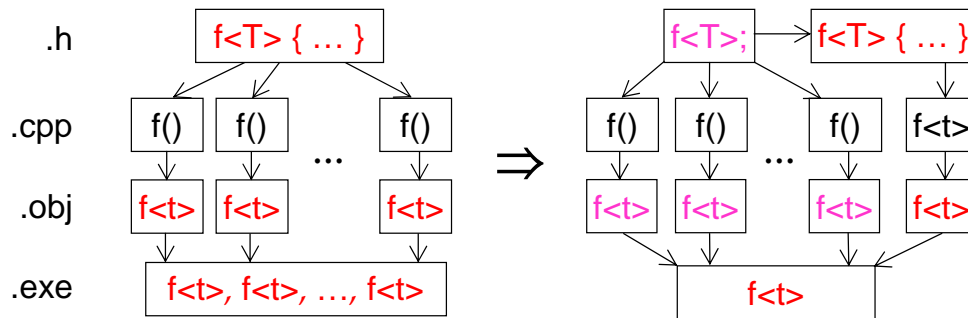 .h f<T> { … } f<T>; f<T> { … }
.cpp f() f() f() f() f() f() f<t>
... ⇒ ...
.obj f<t> f<t> f<t> f<t> f<t> f<t> f<t>
.exe f<t>, f<t>, …, f<t> f<t>